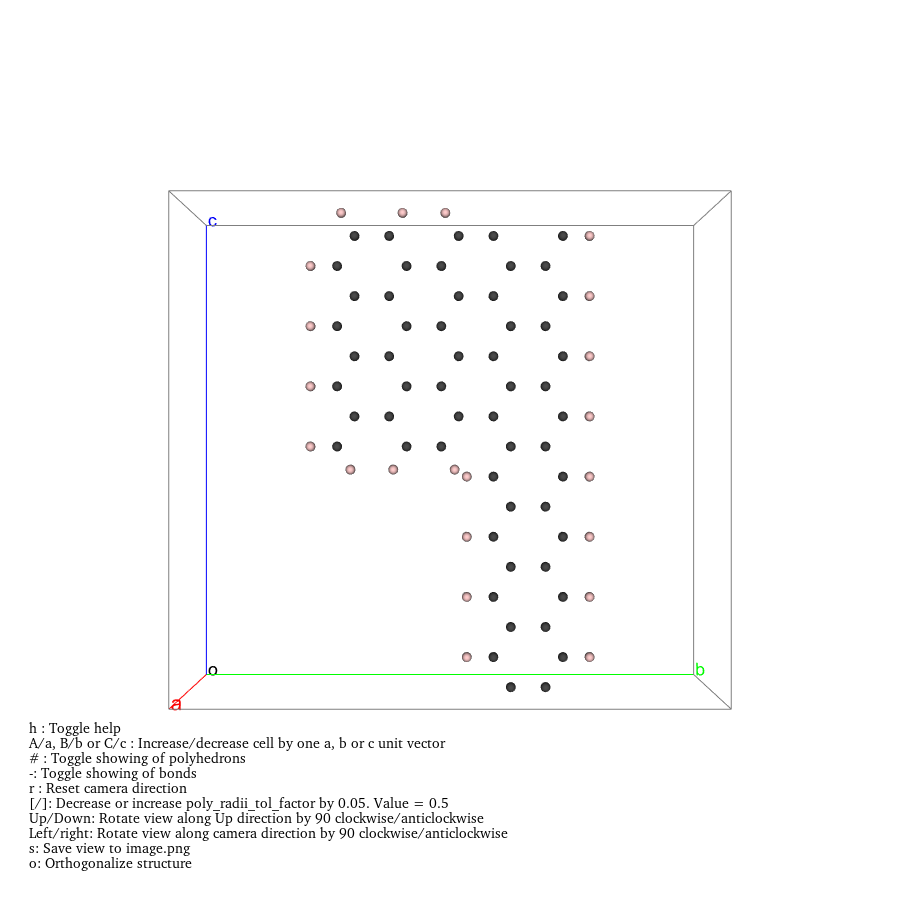 c
o
b
a
h : Toggle help
A/a, B/b or C/c : Increase/decrease cell by one a, b or c unit vector
# : Toggle showing of polyhedrons
-: Toggle showing of bonds
r : Reset camera direction
[/]: Decrease or increase poly_radii_tol_factor by 0.05. Value = 0.5
Up/Down: Rotate view along Up direction by 90 clockwise/anticlockwise
Left/right: Rotate view along camera direction by 90 clockwise/anticlockwise
s: Save view to image.png
o: Orthogonalize structure